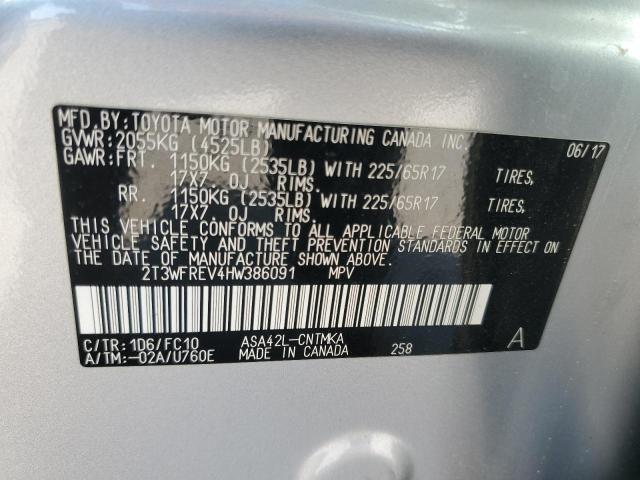 MFD.BY:TOYOTA MOTOR MANUFACTURING CANADA INC.
GVWR:2055KG (4525LB) 06/17
GAWR:FRT. 1150KG (2535LB) WITH 225/65R17 TIRES,
17X7. 0J RIMS.
RR. 1150KG (2535LB) WITH 225/65R17 TIRES,
17X7. 0J RIMS.
THIS VEHICLE CONFORMS TO ALL APPLICABLE FEDERAL MOTOR
VEHICLE SAFETY AND THEFT PREVENTION STANDARDS IN EFFECT ON
THE DATE OF MANUFACTURE SHOWN ABOVE.
2T3WFREV4HW386091 MPV
C/TR:1D6/FC10 ASA42L-CNTMKA
A/TM:-02A/U760E MADE IN CANADA 258 A